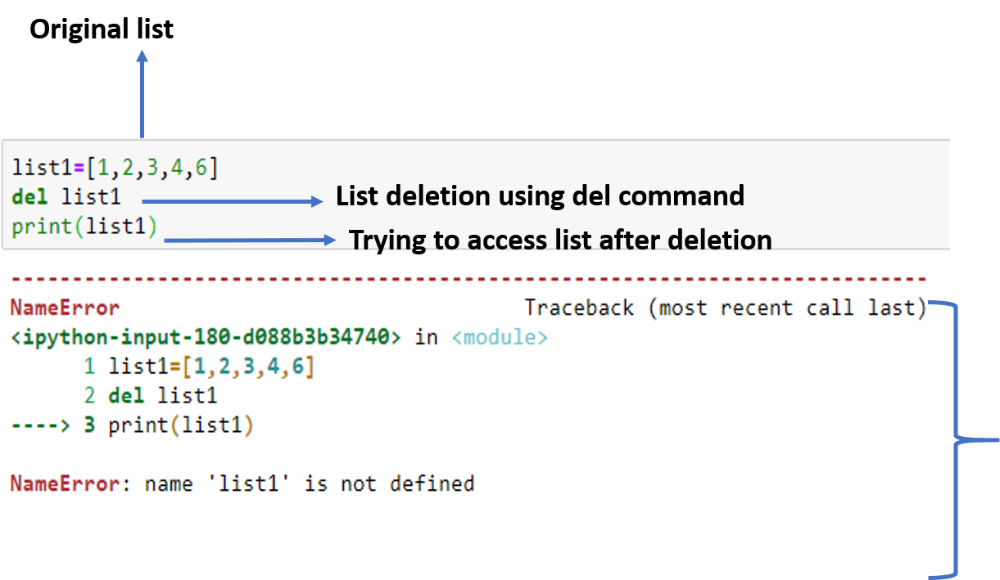 Original list
list1=[1,2,3,4,6]
del list1
List deletion using del command
print(list1)
Trying to access list after deletion
---------------------------------------------------------------------------
NameError                                 Traceback (most recent call last)
<ipython-input-180-d088b3b34740> in <module>
      1 list1=[1,2,3,4,6]
      2 del list1
----> 3 print(list1)
NameError: name 'list1' is not defined